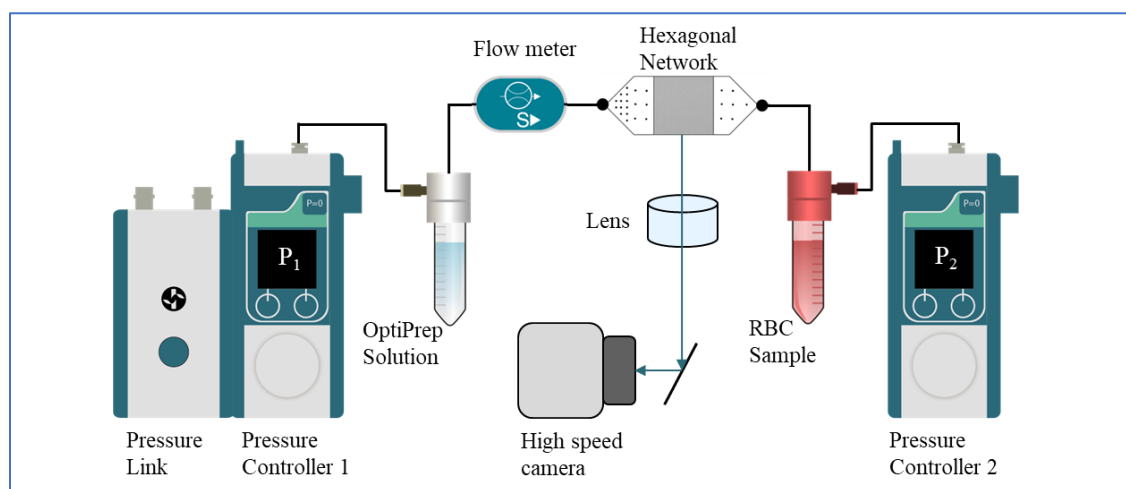 Flow meter
Hexagonal
Network
S
P=0
P₁
Lens
P=0
P₂
OptiPrep
Solution
RBC
Sample
Pressure
Link
Pressure
Controller 1
High speed
camera
Pressure
Controller 2